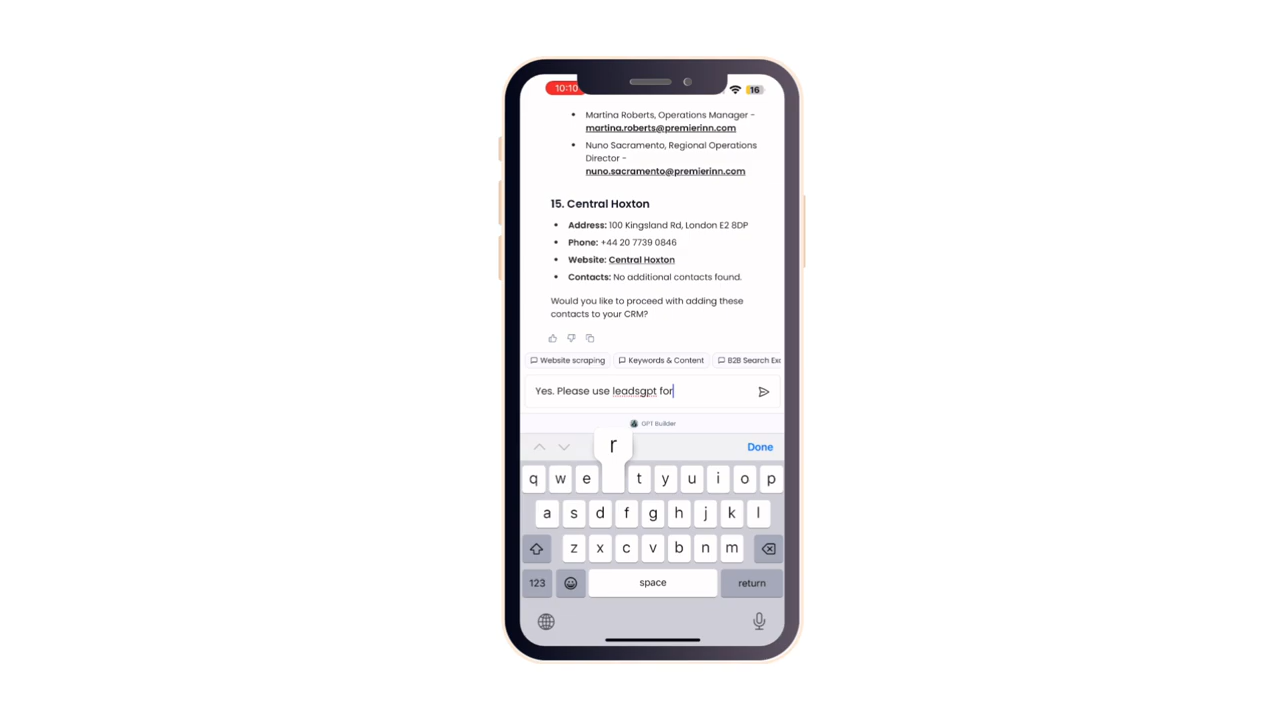 10:10
16
• Martina Roberts, Operations Manager -
martina.roberts@premierinn.com
• Nuno Sacramento, Regional Operations
Director -
nuno.sacramento@premierinn.com
15. Central Hoxton
• Address: 100 Kingsland Rd, London E2 8DP
• Phone: +44 20 7739 0846
• Website: Central Hoxton
• Contacts: No additional contacts found.
Would you like to proceed with adding these
contacts to your CRM?
Website scraping Keywords & Content B2B Search Exc
Yes. Please use leadsgpt for
GPT Builder
r Done
q w e t y u i o p
a s d f g h j k l
z x c v b n m
123 space return